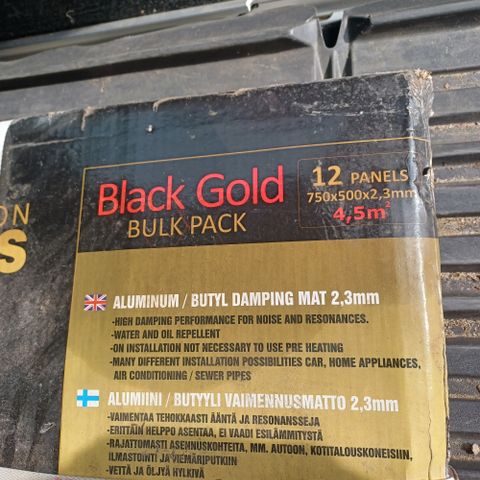 ON
S
Black Gold
BULK PACK
12 PANELS
750x500x2,3mm
4,5m²
ALUMINUM / BUTYL DAMPING MAT 2,3mm
-HIGH DAMPING PERFORMANCE FOR NOISE AND RESONANCES.
-WATER AND OIL REPELLENT
-ON INSTALLATION NOT NECESSARY TO USE PRE HEATING
-MANY DIFFERENT INSTALLATION POSSIBILITIES CAR, HOME APPLIANCES,
AIR CONDITIONING / SEWER PIPES
ALUMIINI / BUTYYLI VAIMENNUSMATTO 2,3mm
-VAIMENTAA TEHOKKAASTI ÄÄNTÄ JA RESONANSSEJA
-ERITTÄIN HELPPO ASENTAA, EI VAADI ESILÄMMITYSTÄ
-RAJATTOMASTI ASENNUSKOHTEITA, MM. AUTOON, KOTITALOUSKONEISIIN,
ILMASTOINTI JA VIEMÄRIPUTKIIN
-VETTÄ JA ÖLJYÄ HYLKIVÄ